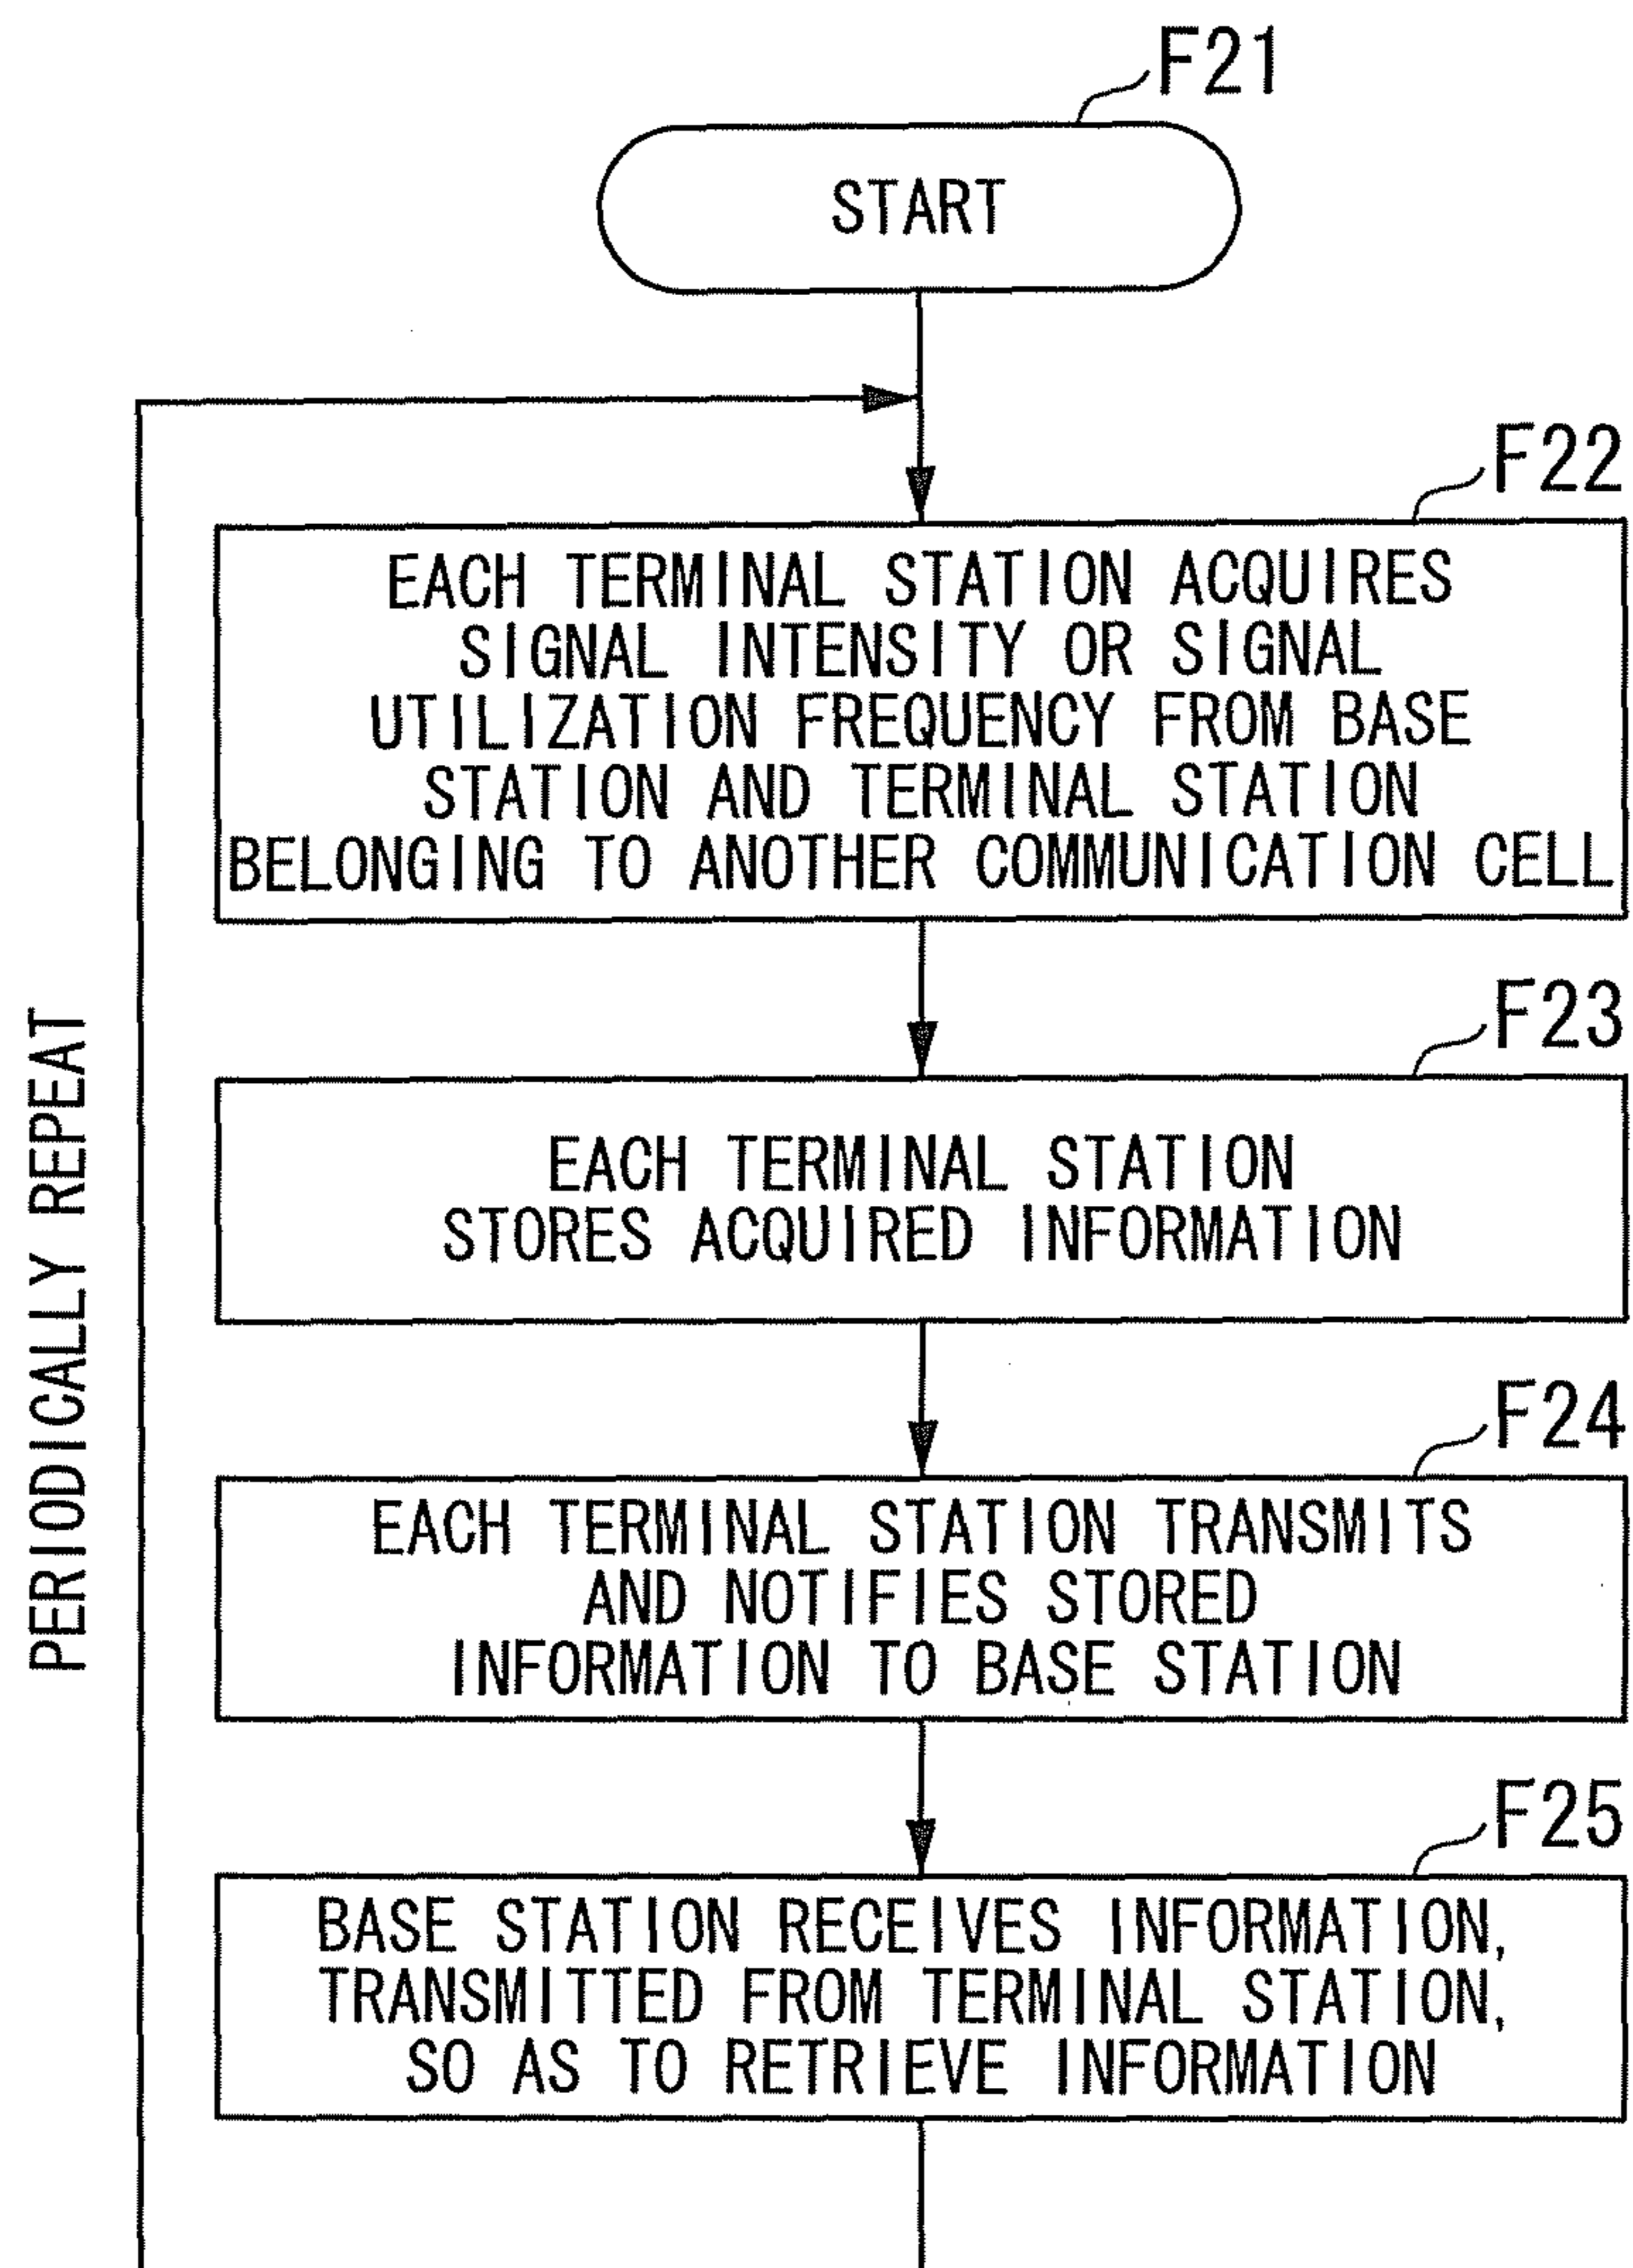 F21
START
F22
EACH TERMINAL STATION ACQUIRES
SIGNAL INTENSITY OR SIGNAL
UTILIZATION FREQUENCY FROM BASE
STATION AND TERMINAL STATION
BELONGING TO ANOTHER COMMUNICATION CELL
F23
EACH TERMINAL STATION
STORES ACQUIRED INFORMATION
PERIODICALLY REPEAT
F24
EACH TERMINAL STATION TRANSMITS
AND NOTIFIES STORED
INFORMATION TO BASE STATION
F25
BASE STATION RECEIVES INFORMATION,
TRANSMITTED FROM TERMINAL STATION,
SO AS TO RETRIEVE INFORMATION